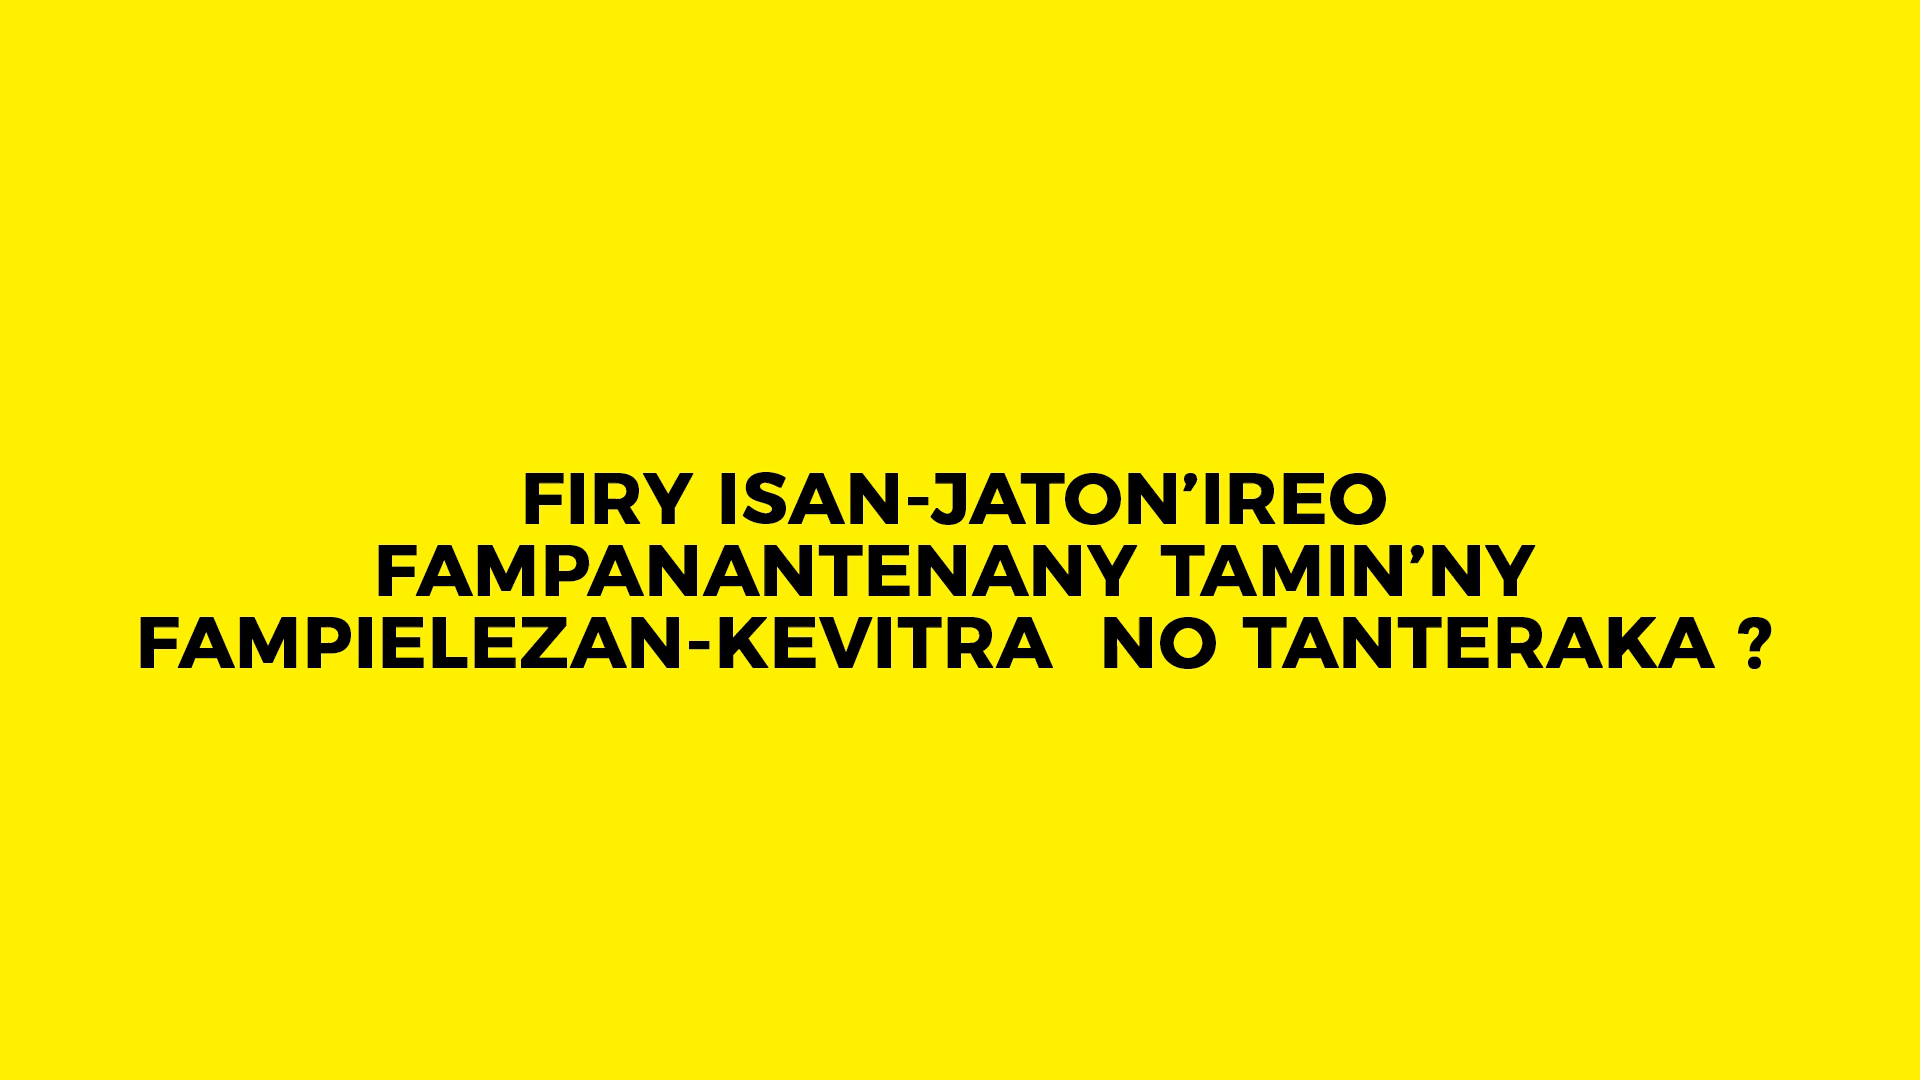 FIRY ISAN-JATON’IREO
FAMPANANTENANY TAMIN’NY
FAMPIELEZAN-KEVITRA  NO TANTERAKA ?